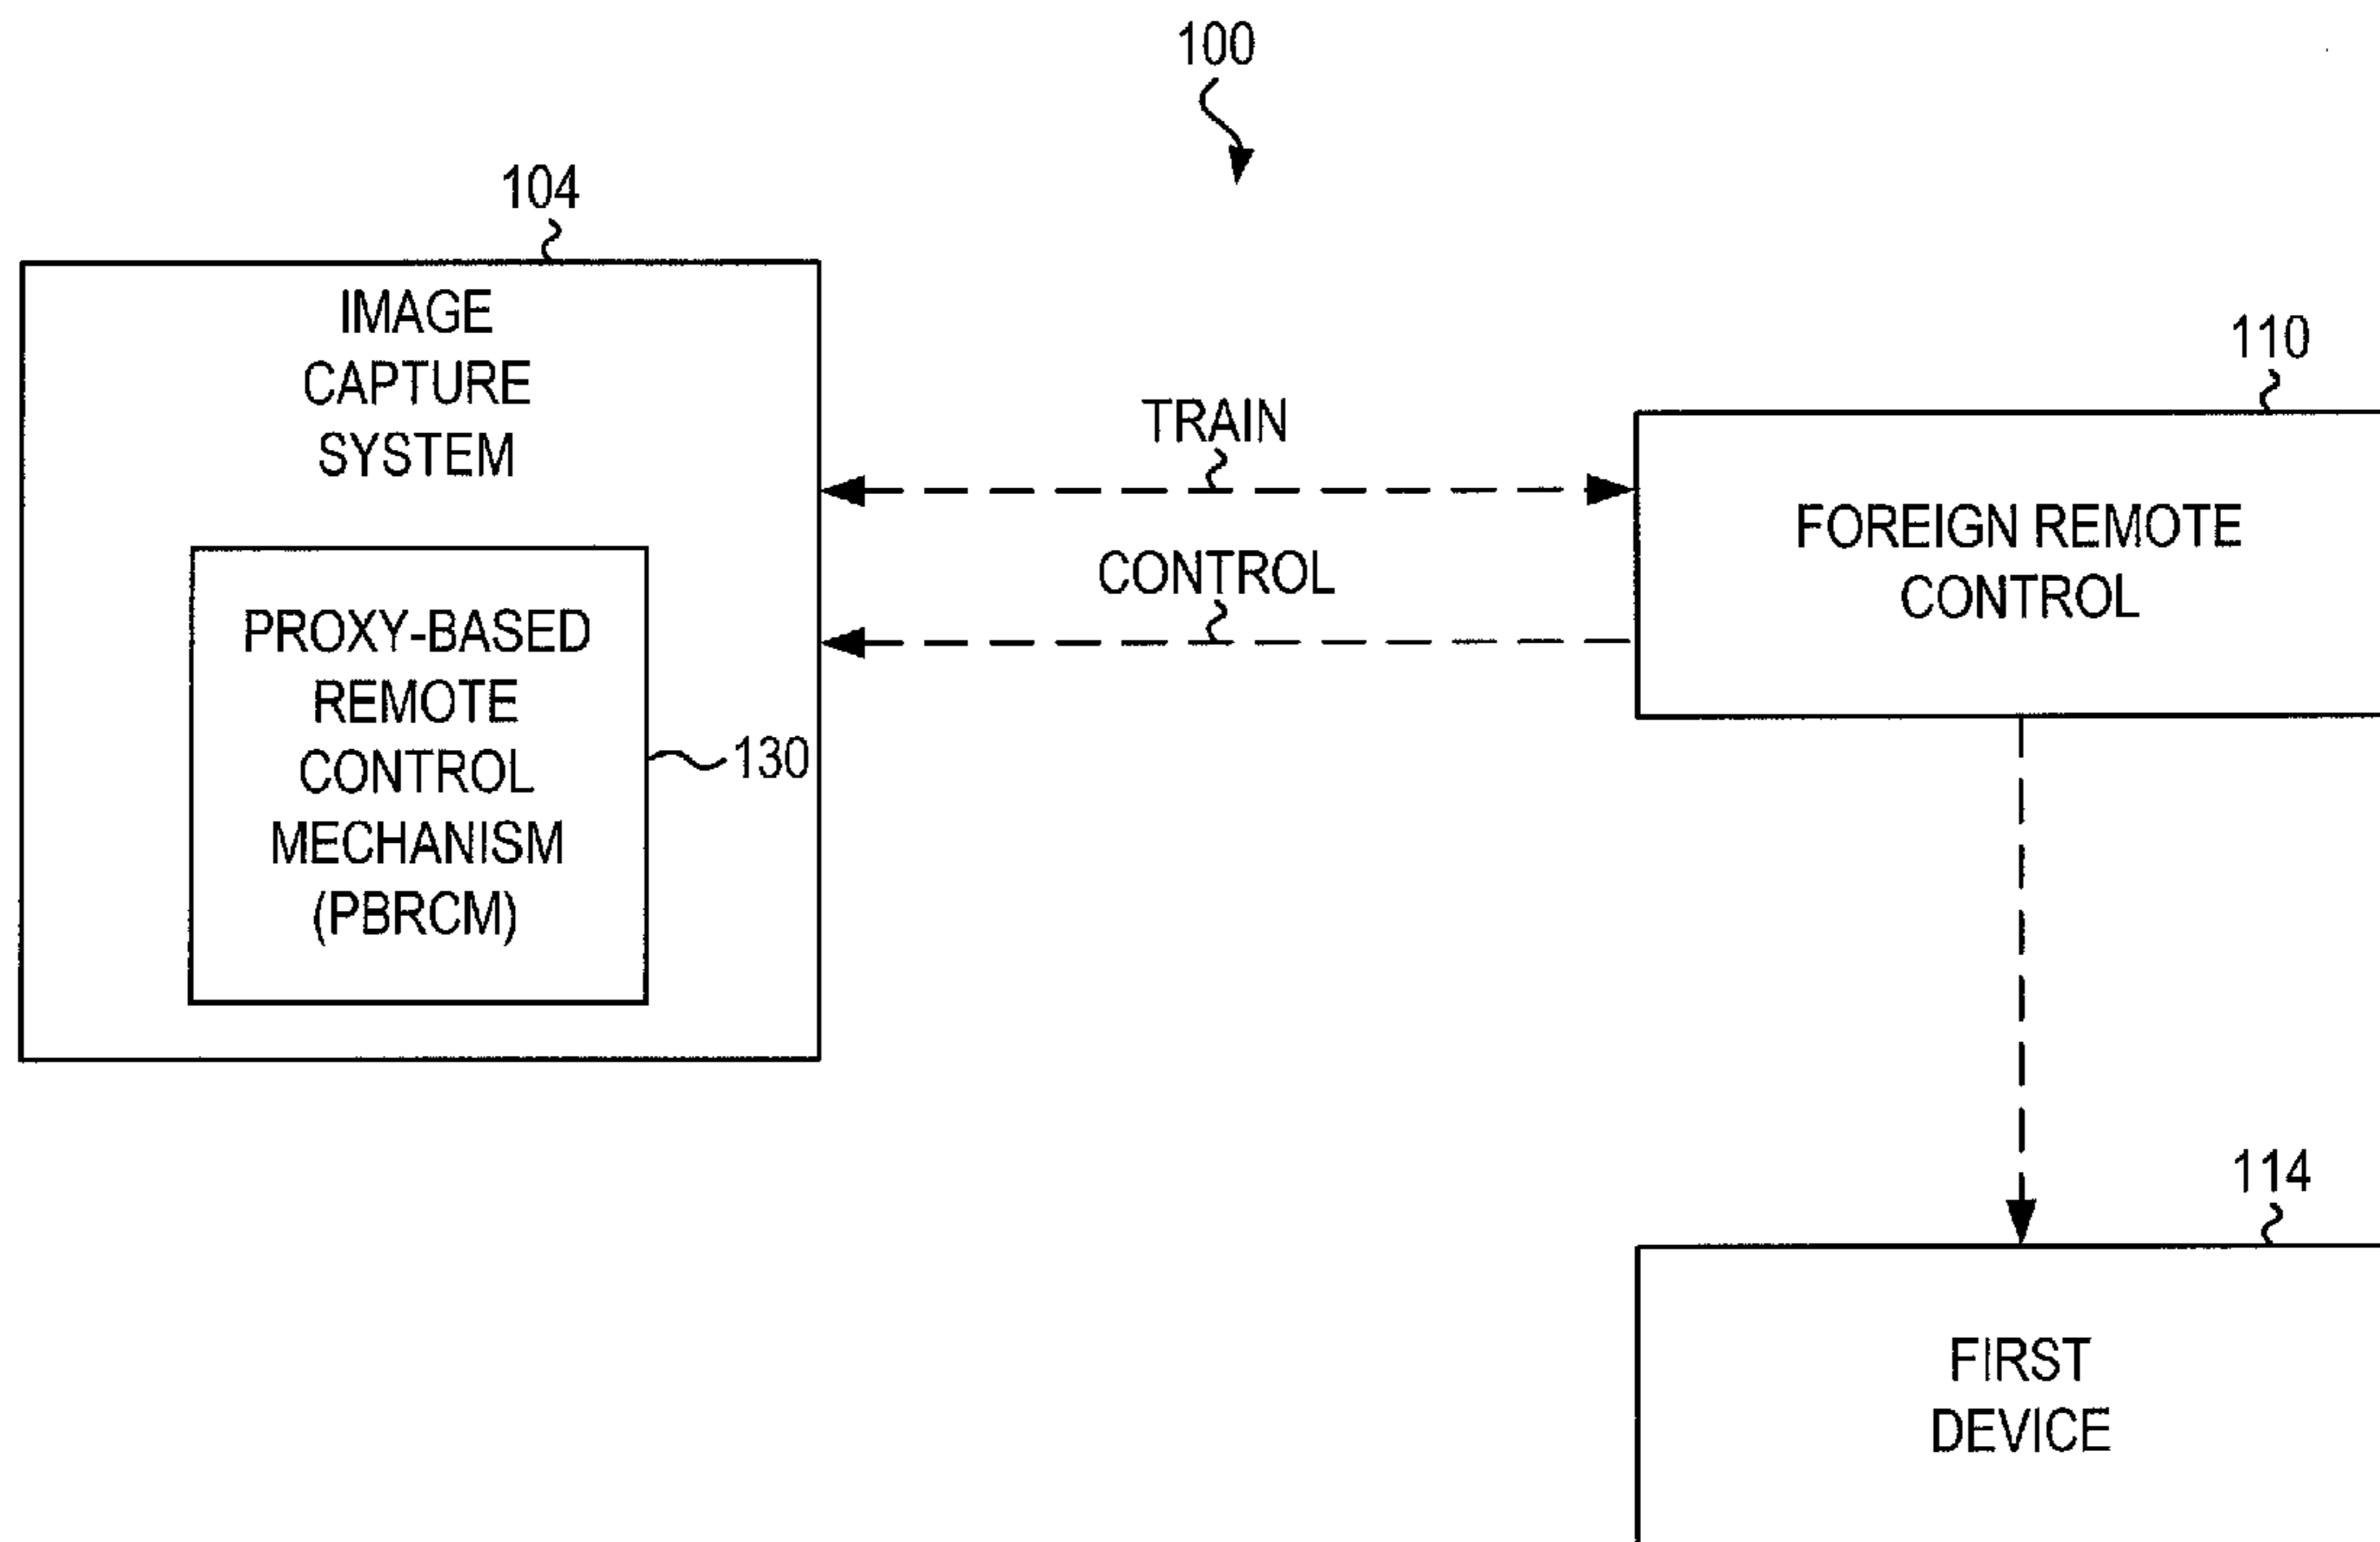 100
104
IMAGE
CAPTURE
SYSTEM
110
TRAIN
FOREIGN REMOTE
CONTROL
CONTROL
PROXY-BASED
REMOTE
CONTROL
MECHANISM
(PBRCM)
130
114
FIRST
DEVICE